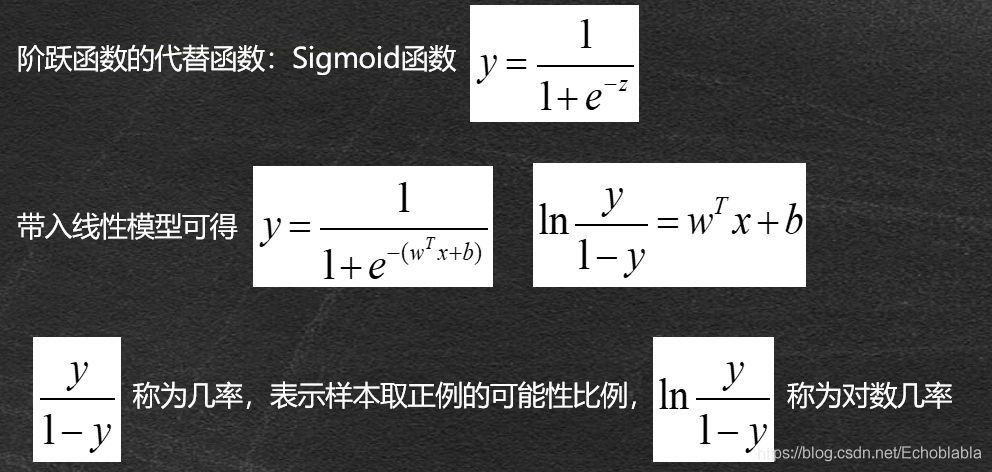 阶跃函数的代替函数：Sigmoid函数 y = \frac{1}{1+e^{-z}}
带入线性模型可得 y = \frac{1}{1+e^{-(w^T x+b)}} ln\frac{y}{1-y} = w^T x+b
\frac{y}{1-y} 称为几率，表示样本取正例的可能性比例， ln\frac{y}{1-y} 称为对数几率
https://blog.csdn.net/Echoblabla